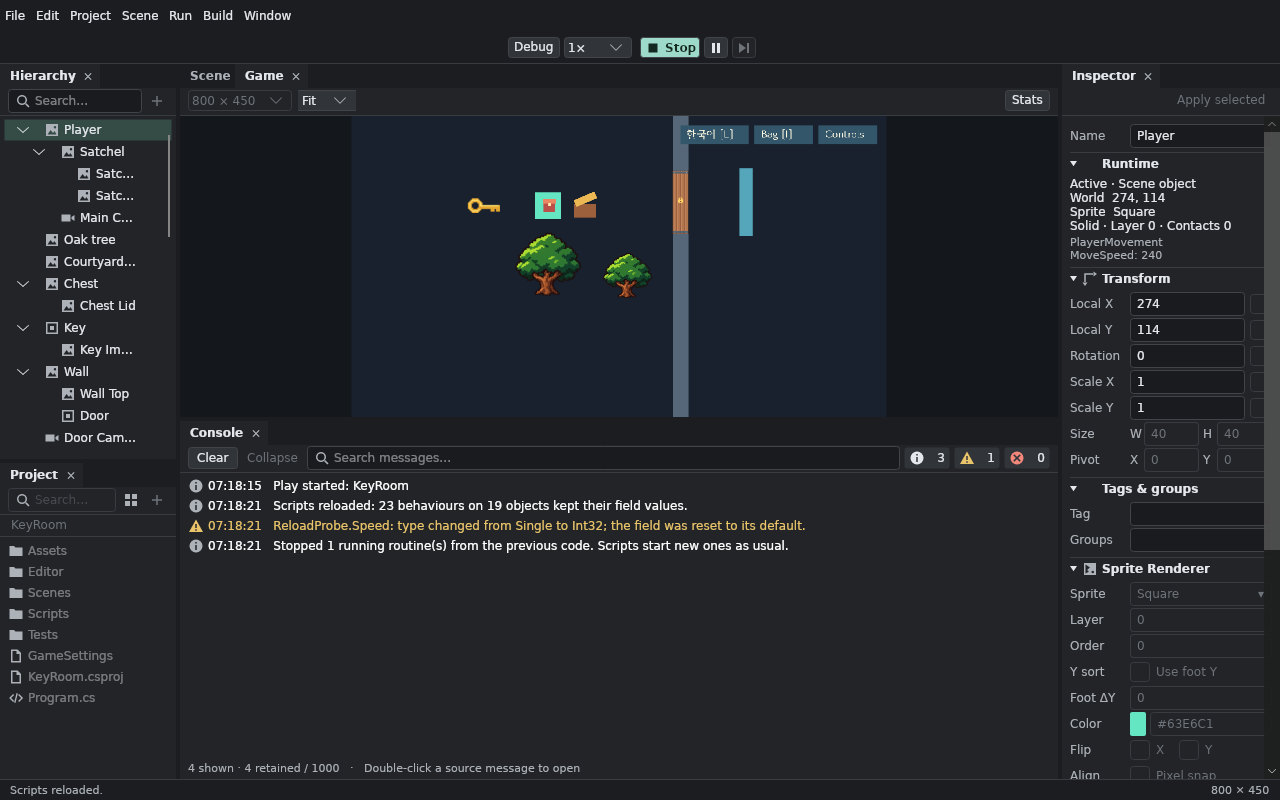 File Edit Project Scene Run Build Window
Debug 1× Stop
Hierarchy × Scene Game × Inspector ×
Search... 800 × 450 Fit Stats Apply selected
Player
Satchel
Satc...
Satc...
Main C...
Oak tree
Courtyard...
Chest
Chest Lid
Key
Key Im...
Wall
Wall Top
Door
Door Cam...
한국어 [L] Bag [I] Controls
Name Player
Runtime
Active · Scene object
World 274, 114
Sprite Square
Solid · Layer 0 · Contacts 0
PlayerMovement
MoveSpeed: 240
Transform
Local X 274
Local Y 114
Rotation 0
Scale X 1
Scale Y 1
Size W 40 H 40
Pivot X 0 Y 0
Tags & groups
Tag
Groups
Sprite Renderer
Sprite Square
Layer 0
Order 0
Y sort Use foot Y
Foot ΔY 0
Color #63E6C1
Flip X Y
Align Pixel snap
Project ×
Search...
KeyRoom
Assets
Editor
Scenes
Scripts
Tests
GameSettings
KeyRoom.csproj
Program.cs
Console ×
Clear Collapse Search messages... 3 1 0
07:18:15 Play started: KeyRoom
07:18:21 Scripts reloaded: 23 behaviours on 19 objects kept their field values.
07:18:21 ReloadProbe.Speed: type changed from Single to Int32; the field was reset to its default.
07:18:21 Stopped 1 running routine(s) from the previous code. Scripts start new ones as usual.
4 shown · 4 retained / 1000 · Double-click a source message to open
Scripts reloaded. 800 × 450